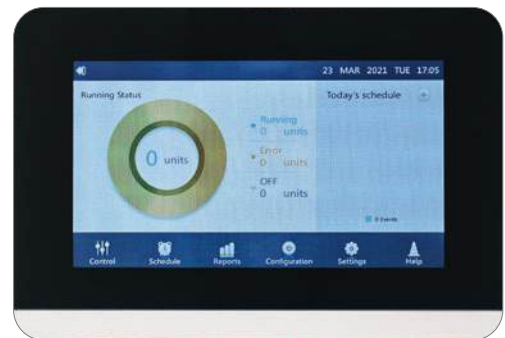 23 MAR 2021 TUE 17:05
Running Status
Today's schedule
0 units
Running
0 units
Error
0 units
OFF
0 units
0 Events
Control
Schedule
Reports
Configuration
Settings
Help